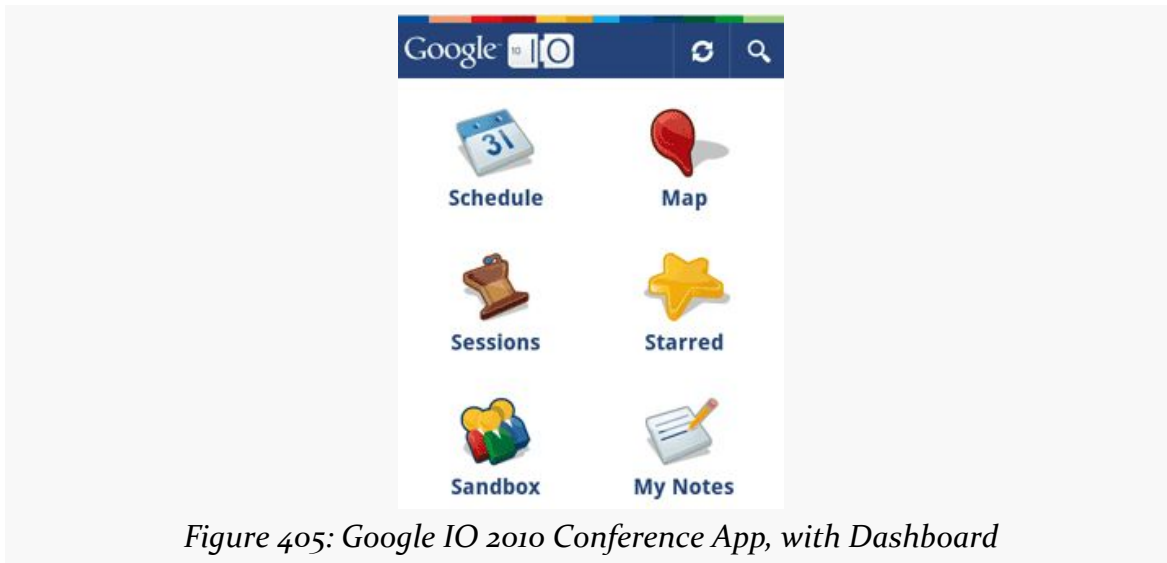 Google 10 IO
31
Schedule Map
Sessions Starred
Sandbox My Notes
Figure 405: Google IO 2010 Conference App, with Dashboard